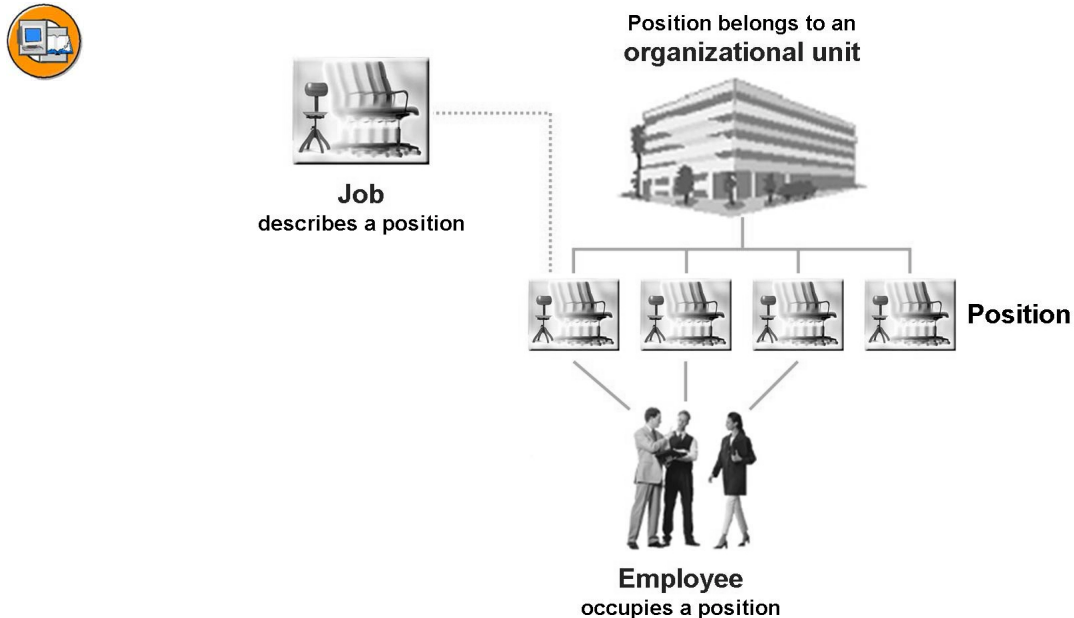 Position belongs to an
organizational unit
Job
describes a position
Position
Employee
occupies a position